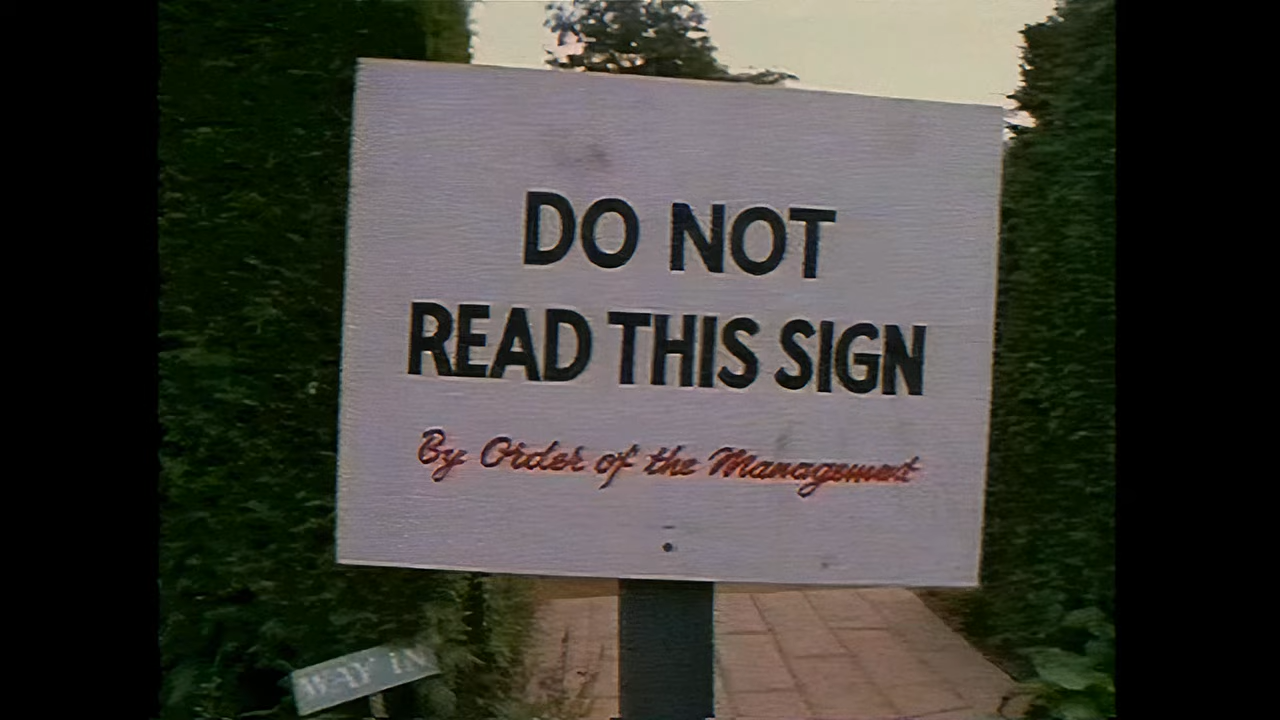 DO NOT
READ THIS SIGN
By Order of the Management
WAY IN